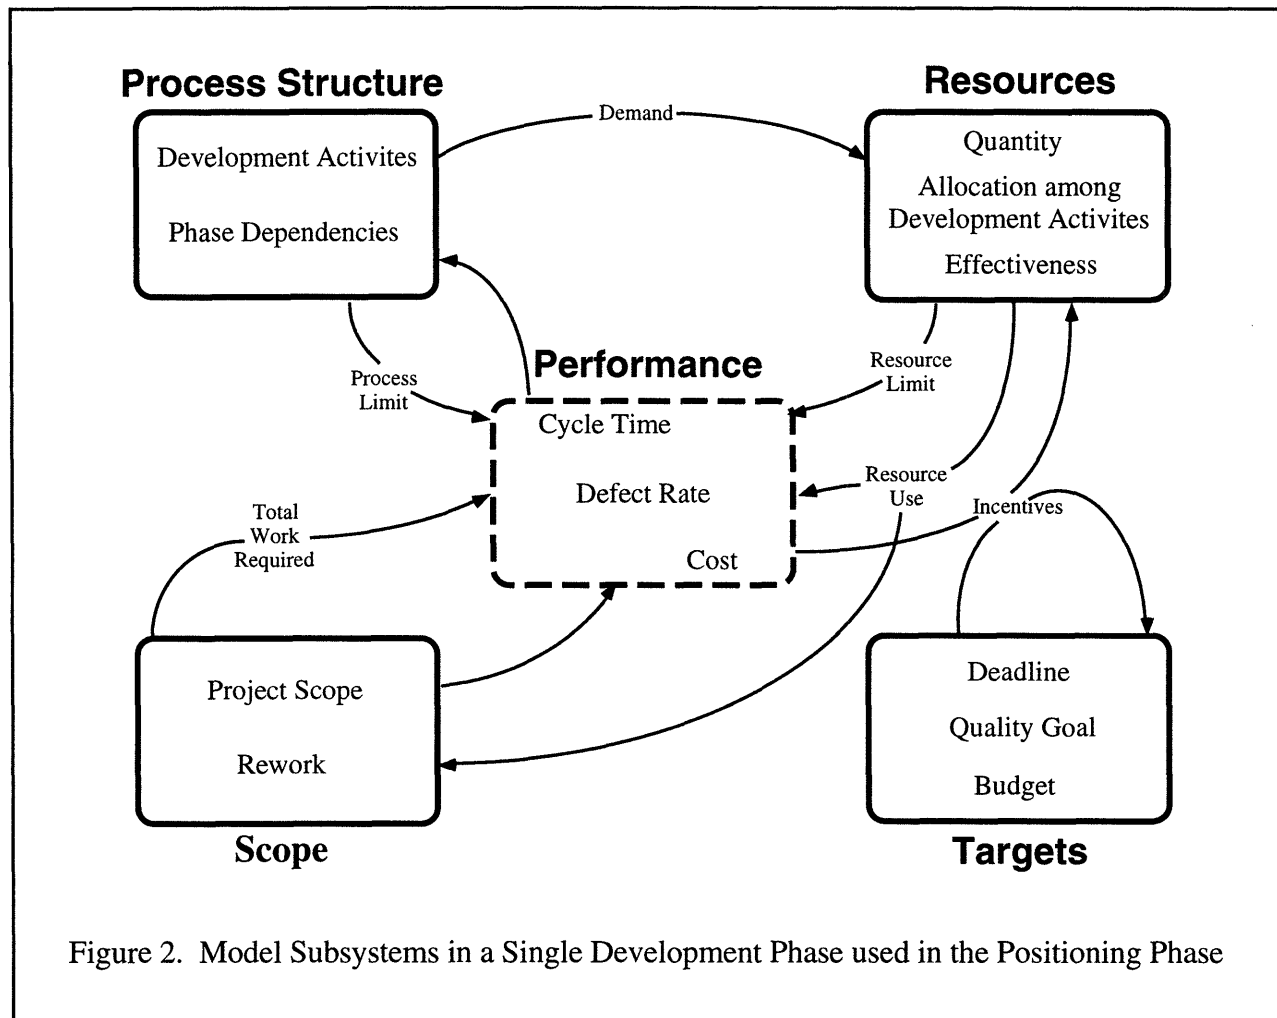 Process Structure
Resources
Development Activites
Phase Dependencies
Demand
Quantity
Allocation among
Development Activites
Effectiveness
Process
Limit
Performance
Cycle Time
Defect Rate
Cost
Resource
Limit
Resource
Use
Incentives
Total
Work
Required
Project Scope
Rework
Scope
Deadline
Quality Goal
Budget
Targets
Figure 2. Model Subsystems in a Single Development Phase used in the Positioning Phase